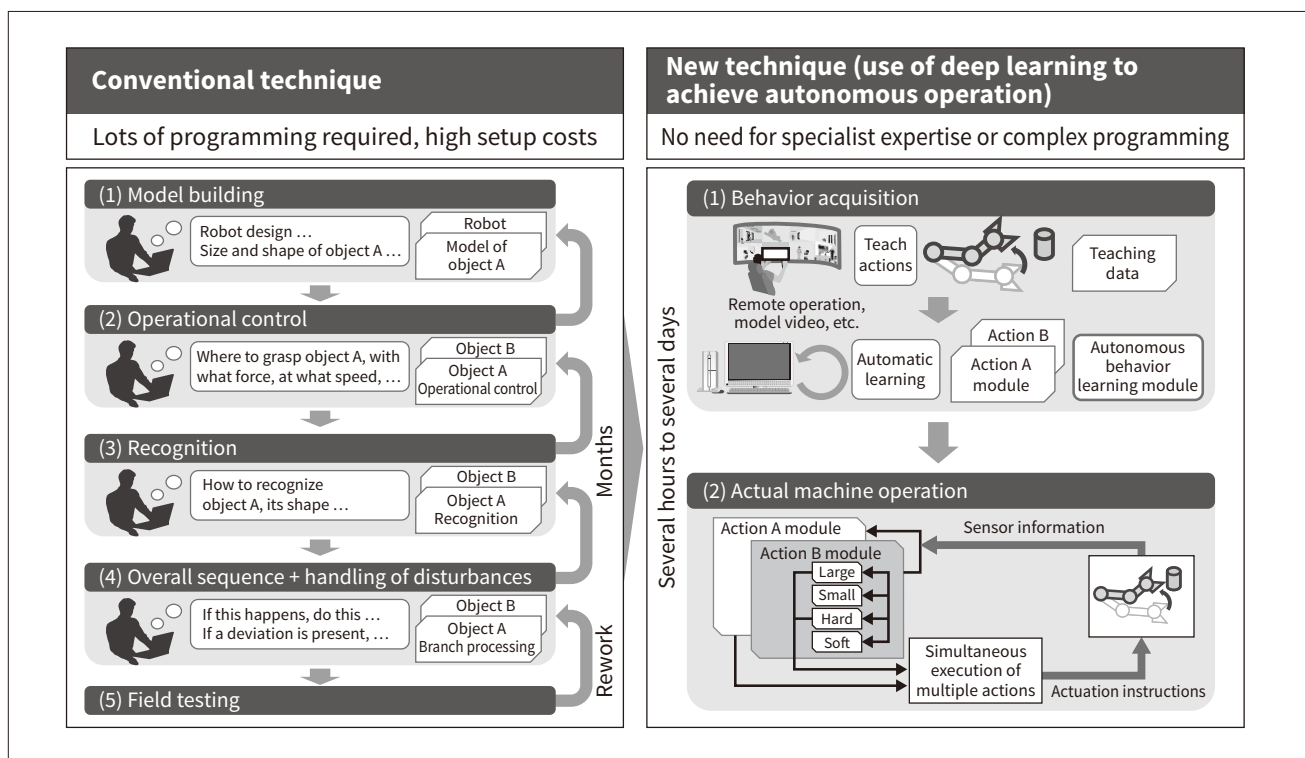 Conventional technique
Lots of programming required, high setup costs
(1) Model building
Robot design …
Size and shape of object A …
Robot
Model of
object A
(2) Operational control
Where to grasp object A, with
what force, at what speed, …
Object B
Object A
Operational control
(3) Recognition
How to recognize
object A, its shape …
Object B
Object A
Recognition
(4) Overall sequence + handling of disturbances
If this happens, do this …
If a deviation is present, …
Object B
Object A
Branch processing
(5) Field testing
Months
Rework
New technique (use of deep learning to
achieve autonomous operation)
No need for specialist expertise or complex programming
Several hours to several days
(1) Behavior acquisition
Teach
actions
Teaching
data
Remote operation,
model video, etc.
Automatic
learning
Action B
Action A
module
Autonomous
behavior
learning module
(2) Actual machine operation
Action A module
Sensor information
Action B module
Large
Small
Hard
Soft
Simultaneous
execution of
multiple actions
Actuation instructions